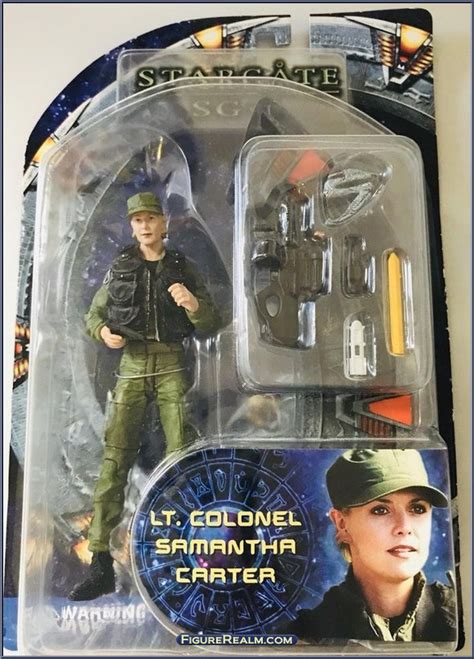 STARGATE
SG
LT. COLONEL
SAMANTHA
CARTER
WARNING
FIGUREREALM.COM